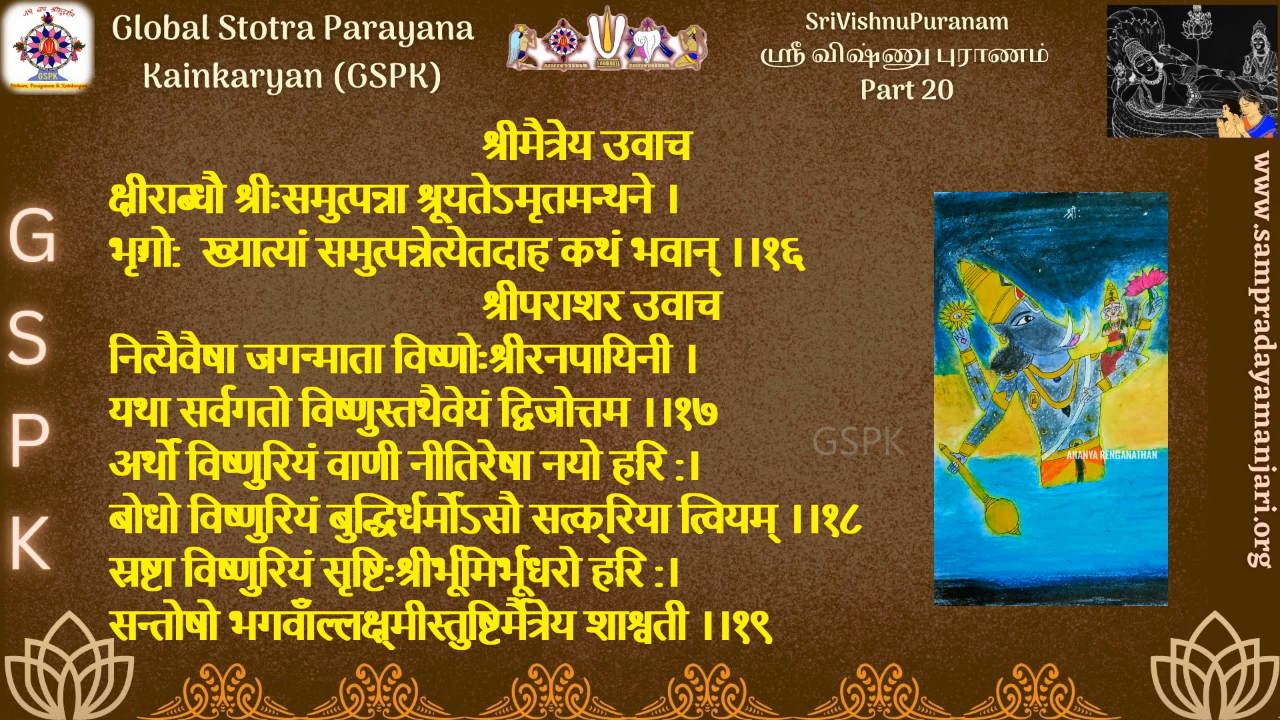 Global Stotra Parayana
Kainkaryan (GSPK)
SriVishnuPuranam
ஸ்ரீ விஷ்ணு புராணம்
Part 20
श्रीमैत्रेय उवाच
क्षीराब्धौ श्रीःसमुत्पन्ना श्रूयतेऽमृतमन्थने ।
भृगो: ख्यात्यां समुत्पन्नेत्येतदाह कथं भवान् ।।१६
श्रीपराशर उवाच
नित्यैवैषा जगन्माता विष्णोःश्रीरनपायिनी ।
यथा सर्वगतो विष्णुस्तथैवेयं द्विजोत्तम ।।१७
अर्थो विष्णुरियं वाणी नीतिरेषा नयो हरि :।
बोधो विष्णुरियं बुद्धिर्धर्मोऽसौ सत्क्रिया त्वियम् ।।१८
स्रष्टा विष्णुरियं सृष्टिःश्रीर्भूमिर्भूधरो हरि :।
सन्तोषो भगवाँल्लक्ष्मीस्तुष्टिर्मैत्रेय शाश्वती ।।१९
GSPK
श्री:
ANANYA RENGANATHAN
GSPK
www.sampradayamanjari.org
GSPK